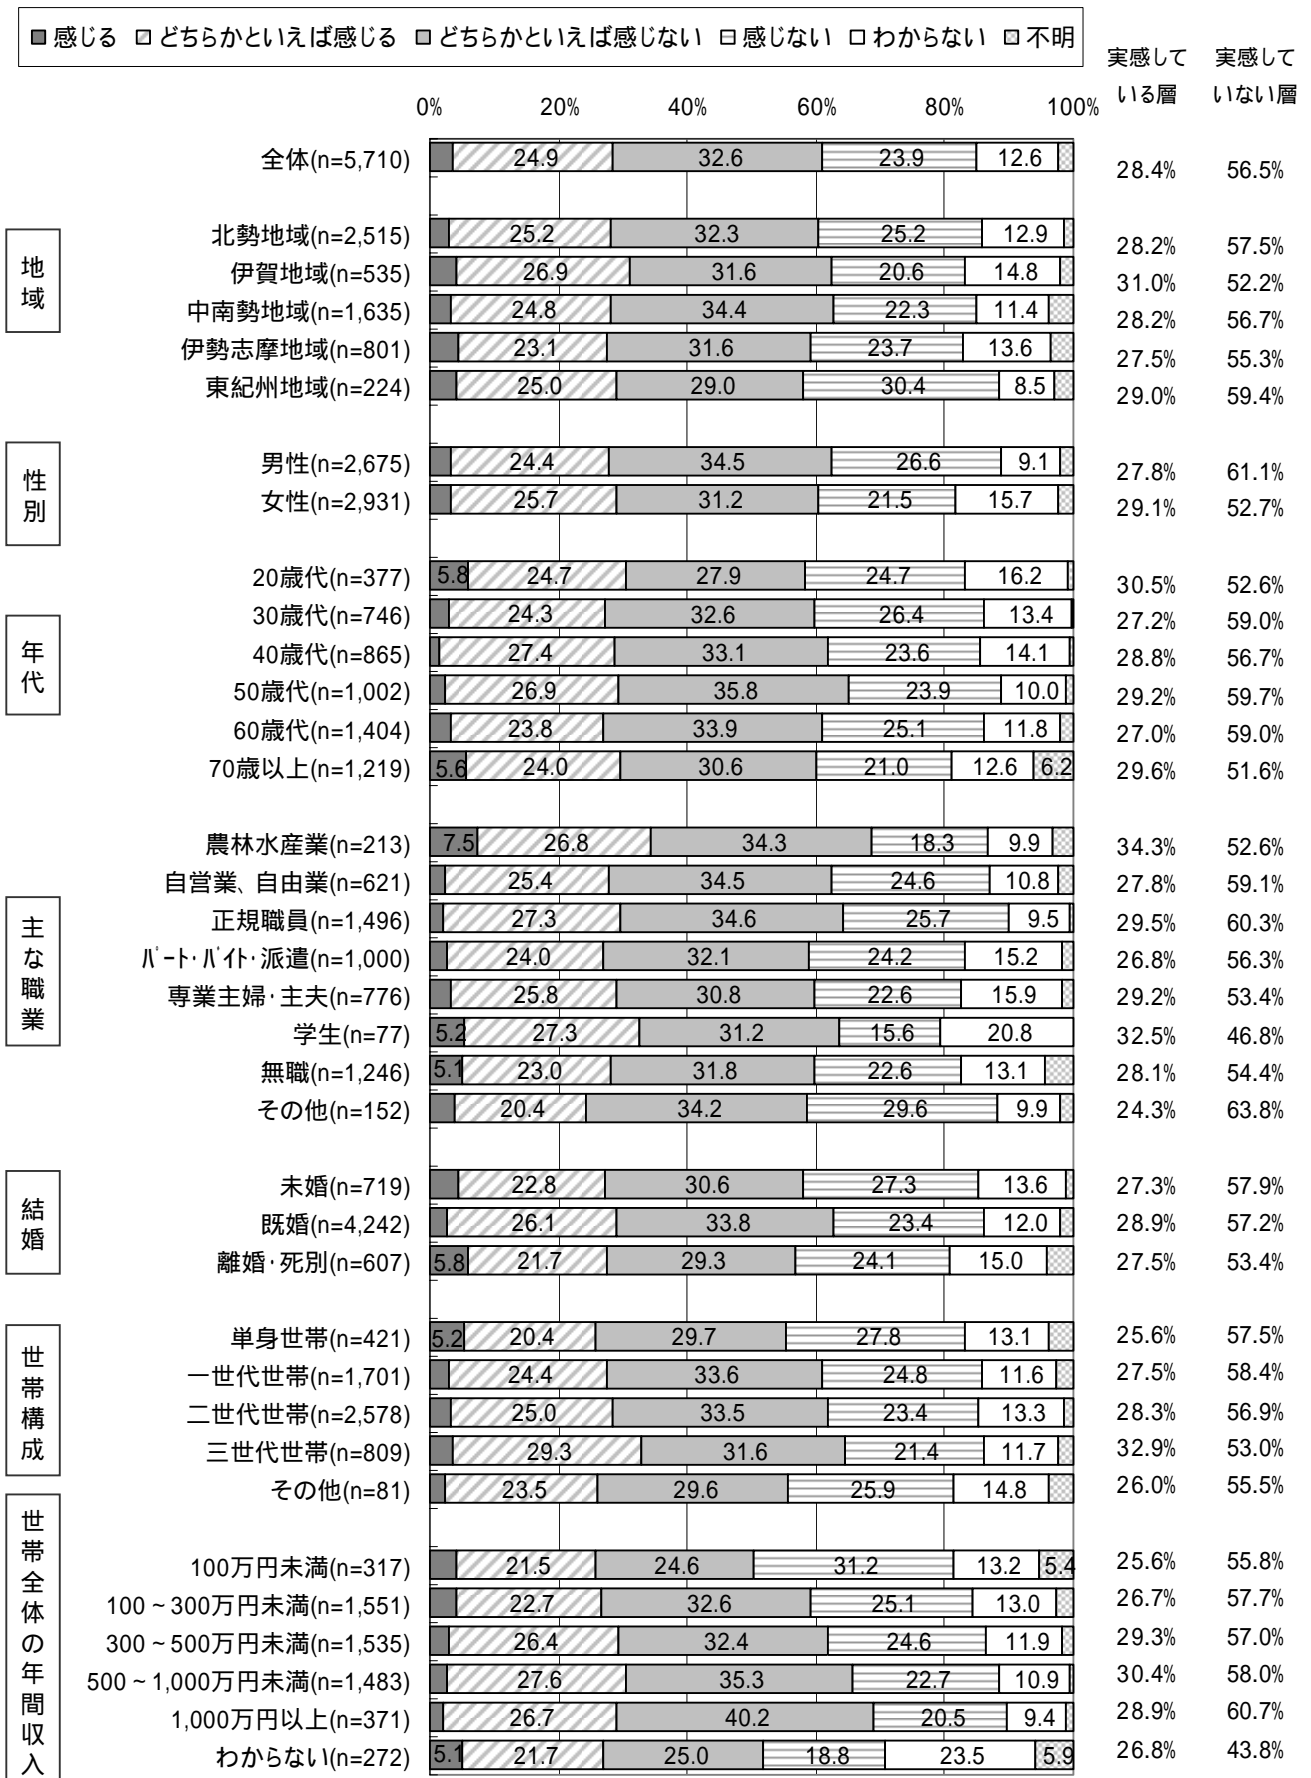 ■ 感じる □ どちらかといえば感じる ■ どちらかといえば感じない 日 感じない □ わからない □ 不明
実感して 実感して
いる層 いない層
0% 20% 40% 60% 80% 100%
全体(n=5,710) 24.9 32.6 23.9 12.6 28.4% 56.5%
地域
北勢地域(n=2,515) 25.2 32.3 25.2 12.9 28.2% 57.5%
伊賀地域(n=535) 26.9 31.6 20.6 14.8 31.0% 52.2%
中南勢地域(n=1,635) 24.8 34.4 22.3 11.4 28.2% 56.7%
伊勢志摩地域(n=801) 23.1 31.6 23.7 13.6 27.5% 55.3%
東紀州地域(n=224) 25.0 29.0 30.4 8.5 29.0% 59.4%
性別
男性(n=2,675) 24.4 34.5 26.6 9.1 27.8% 61.1%
女性(n=2,931) 25.7 31.2 21.5 15.7 29.1% 52.7%
年代
20歳代(n=377) 5.8 24.7 27.9 24.7 16.2 30.5% 52.6%
30歳代(n=746) 24.3 32.6 26.4 13.4 27.2% 59.0%
40歳代(n=865) 27.4 33.1 23.6 14.1 28.8% 56.7%
50歳代(n=1,002) 26.9 35.8 23.9 10.0 29.2% 59.7%
60歳代(n=1,404) 23.8 33.9 25.1 11.8 27.0% 59.0%
70歳以上(n=1,219) 5.6 24.0 30.6 21.0 12.6 6.2 29.6% 51.6%
主な職業
農林水産業(n=213) 7.5 26.8 34.3 18.3 9.9 34.3% 52.6%
自営業、自由業(n=621) 25.4 34.5 24.6 10.8 27.8% 59.1%
正規職員(n=1,496) 27.3 34.6 25.7 9.5 29.5% 60.3%
ﾊﾟｰﾄ･ﾊﾞｲﾄ･派遣(n=1,000) 24.0 32.1 24.2 15.2 26.8% 56.3%
専業主婦･主夫(n=776) 25.8 30.8 22.6 15.9 29.2% 53.4%
学生(n=77) 5.2 27.3 31.2 15.6 20.8 32.5% 46.8%
無職(n=1,246) 5.1 23.0 31.8 22.6 13.1 28.1% 54.4%
その他(n=152) 20.4 34.2 29.6 9.9 24.3% 63.8%
結婚
未婚(n=719) 22.8 30.6 27.3 13.6 27.3% 57.9%
既婚(n=4,242) 26.1 33.8 23.4 12.0 28.9% 57.2%
離婚･死別(n=607) 5.8 21.7 29.3 24.1 15.0 27.5% 53.4%
世帯構成
単身世帯(n=421) 5.2 20.4 29.7 27.8 13.1 25.6% 57.5%
一世代世帯(n=1,701) 24.4 33.6 24.8 11.6 27.5% 58.4%
二世代世帯(n=2,578) 25.0 33.5 23.4 13.3 28.3% 56.9%
三世代世帯(n=809) 29.3 31.6 21.4 11.7 32.9% 53.0%
その他(n=81) 23.5 29.6 25.9 14.8 26.0% 55.5%
世帯全体の年間収入
100万円未満(n=317) 21.5 24.6 31.2 13.2 5.4 25.6% 55.8%
100～300万円未満(n=1,551) 22.7 32.6 25.1 13.0 26.7% 57.7%
300～500万円未満(n=1,535) 26.4 32.4 24.6 11.9 29.3% 57.0%
500～1,000万円未満(n=1,483) 27.6 35.3 22.7 10.9 30.4% 58.0%
1,000万円以上(n=371) 26.7 40.2 20.5 9.4 28.9% 60.7%
わからない(n=272) 5.1 21.7 25.0 18.8 23.5 5.9 26.8% 43.8%